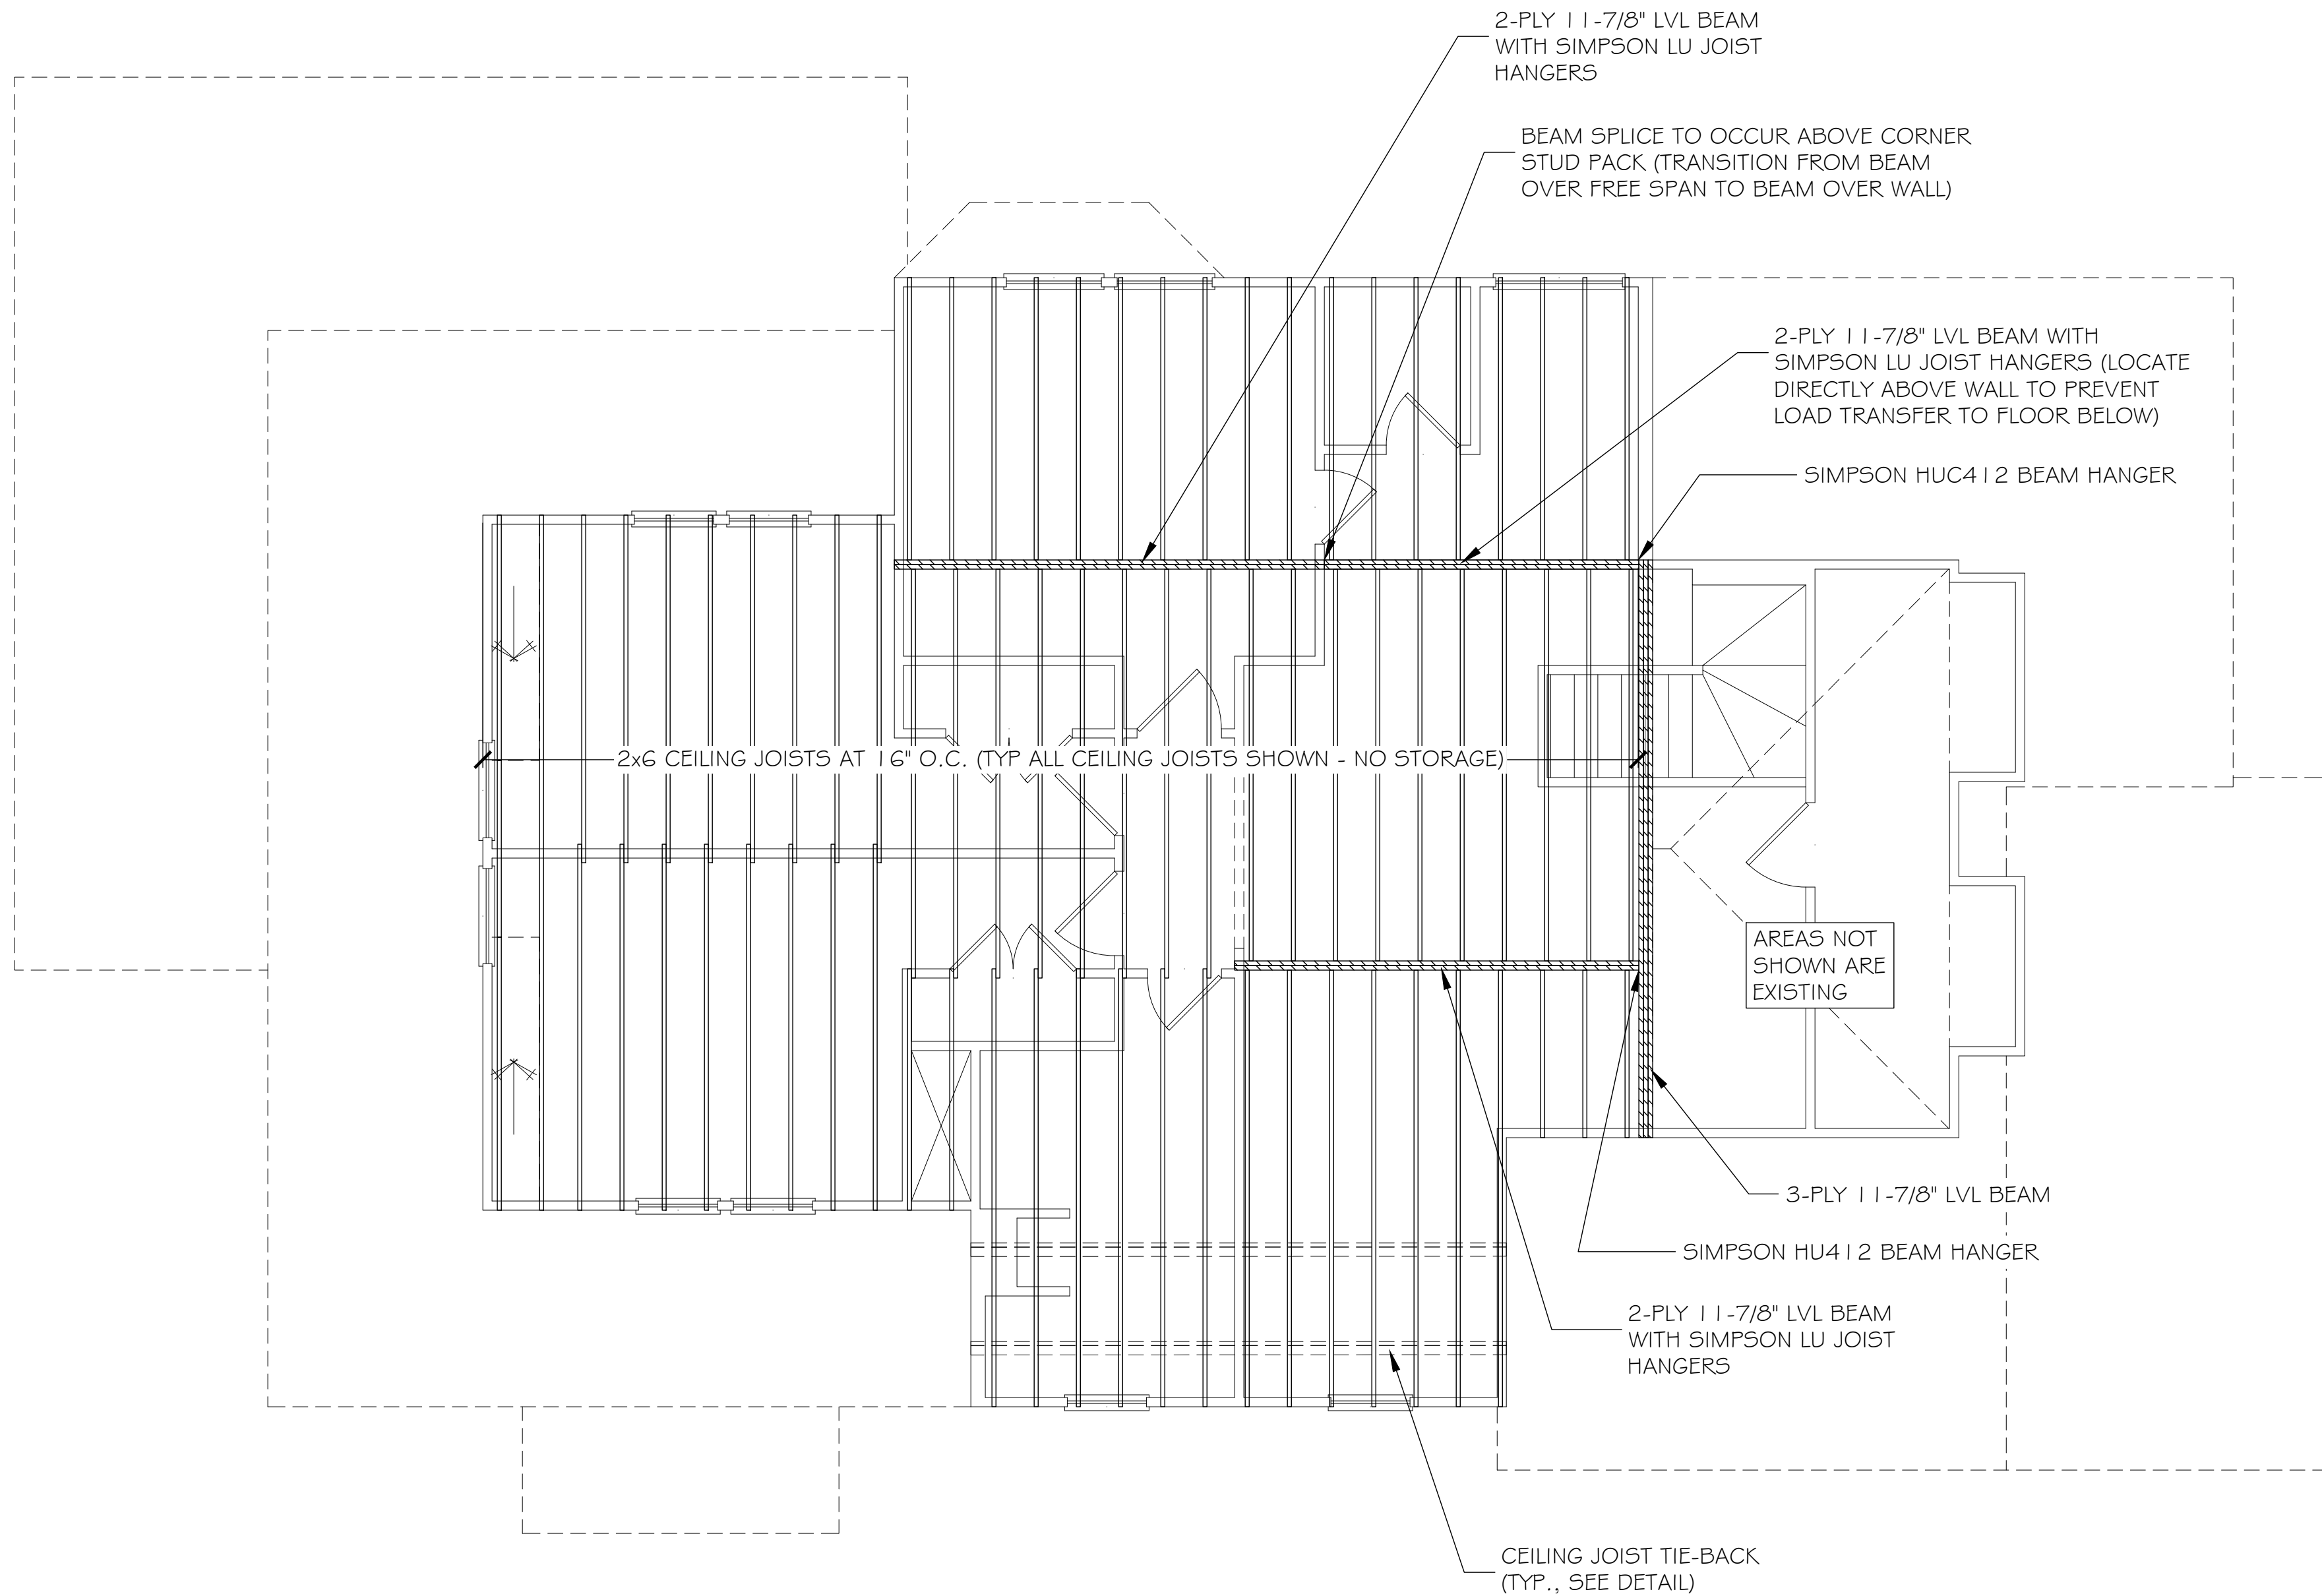 2-PLY 11-7/8" LVL BEAM
WITH SIMPSON LU JOIST
HANGERS
BEAM SPLICE TO OCCUR ABOVE CORNER
STUD PACK (TRANSITION FROM BEAM
OVER FREE SPAN TO BEAM OVER WALL)
2-PLY 11-7/8" LVL BEAM WITH
SIMPSON LU JOIST HANGERS (LOCATE
DIRECTLY ABOVE WALL TO PREVENT
LOAD TRANSFER TO FLOOR BELOW)
SIMPSON HUC412 BEAM HANGER
2x6 CEILING JOISTS AT 16" O.C. (TYP ALL CEILING JOISTS SHOWN - NO STORAGE)
AREAS NOT
SHOWN ARE
EXISTING
3-PLY 11-7/8" LVL BEAM
SIMPSON HU412 BEAM HANGER
2-PLY 11-7/8" LVL BEAM
WITH SIMPSON LU JOIST
HANGERS
CEILING JOIST TIE-BACK
(TYP., SEE DETAIL)